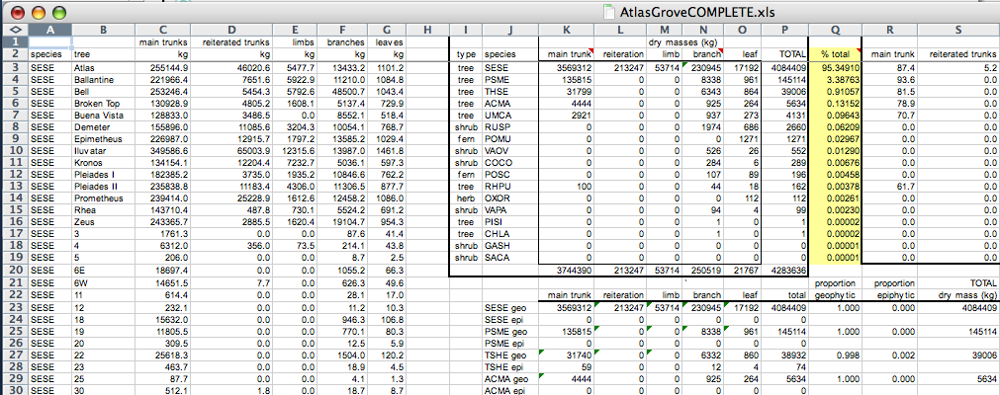 AtlasGroveCOMPLETE.xls
A B C D E F G H I J K L M N O P Q R S
1 main trunks reiterated trunks limbs branches leaves dry masses (kg)
2 species tree kg kg kg kg kg type species main trunk reiteration limb branch leaf TOTAL % total main trunk reiterated trunks
3 SESE Atlas 255144.9 46020.6 5477.7 13433.2 1101.2 tree SESE 3569312 213247 53714 230945 17192 4084409 95.34910 87.4 5.2
4 SESE Ballantine 221966.4 7651.6 5922.9 11210.0 1084.8 tree PSME 135815 0 0 8338 961 145114 3.38763 93.6 0.0
5 SESE Bell 253246.4 5454.3 5792.6 48500.7 1043.4 tree THSE 31799 0 0 6343 864 39006 0.91057 81.5 0.0
6 SESE Broken Top 130928.9 4805.2 1608.1 5137.4 729.9 tree ACMA 4444 0 0 925 264 5634 0.13152 78.9 0.0
7 SESE Buena Vista 128833.0 3486.5 0.0 8552.1 518.4 tree UMCA 2921 0 0 937 273 4131 0.09643 70.7 0.0
8 SESE Demeter 155896.0 11085.6 3204.3 10054.1 768.7 shrub RUSP 0 0 0 1974 686 2660 0.06209 0.0 0.0
9 SESE Epimetheus 226987.0 12915.7 1797.2 13585.2 1029.4 fern POMU 0 0 0 0 1271 1271 0.02967 0.0 0.0
10 SESE Iluvatar 349586.6 65003.9 12315.6 13987.0 1461.8 shrub VAOV 0 0 0 526 26 552 0.01290 0.0 0.0
11 SESE Kronos 134154.1 12204.4 7232.7 5036.1 597.3 shrub COCO 0 0 0 284 6 289 0.00676 0.0 0.0
12 SESE Pleiades I 182385.2 3735.0 1935.2 10846.6 762.2 fern POSC 0 0 0 107 89 196 0.00458 0.0 0.0
13 SESE Pleiades II 235838.8 11183.4 4306.0 11306.5 877.7 tree RHPU 100 0 0 44 18 162 0.00378 61.7 0.0
14 SESE Prometheus 239414.0 25228.9 1612.6 12458.2 1086.0 herb OXOR 0 0 0 0 112 112 0.00261 0.0 0.0
15 SESE Rhea 143710.4 487.8 730.1 5524.2 691.2 shrub VAPA 0 0 0 94 4 99 0.00230 0.0 0.0
16 SESE Zeus 243365.7 2885.5 1620.4 19104.7 954.3 tree PISI 0 0 0 1 0 1 0.00002 0.0 0.0
17 SESE 3 1761.3 0.0 0.0 87.6 41.4 tree CHLA 0 0 0 1 0 1 0.00002 0.0 0.0
18 SESE 4 6312.0 356.0 73.5 214.1 43.8 shrub GASH 0 0 0 0 0 0 0.00001 0.0 0.0
19 SESE 5 206.0 0.0 0.0 8.7 2.5 shrub SACA 0 0 0 0 0 0 0.00001 0.0 0.0
20 SESE 6E 18697.4 0.0 0.0 1055.2 66.3 3744390 213247 53714 250519 21767 4283636
21 SESE 6W 14651.5 7.7 0.0 626.3 49.6 proportion proportion TOTAL
22 SESE 11 614.4 0.0 0.0 28.1 17.0 main trunk reiteration limb branch leaf total geophytic epiphytic dry mass (kg)
23 SESE 12 232.1 0.0 0.0 11.2 10.3 SESE geo 3569312 213247 53714 230945 17192 4084409 1.000 0.000 4084409
24 SESE 18 15632.0 0.0 0.0 946.3 106.8 SESE epi 0 0 0 0 0 0
25 SESE 19 11805.5 0.0 0.0 770.1 80.3 PSME geo 135815 0 0 8338 961 145114 1.000 0.000 145114
26 SESE 20 309.5 0.0 0.0 12.5 5.9 PSME epi 0 0 0 0 0 0
27 SESE 22 25618.3 0.0 0.0 1504.0 120.2 TSHE geo 31740 0 0 6332 860 38932 0.998 0.002 39006
28 SESE 23 463.7 0.0 0.0 18.9 4.5 TSHE epi 59 0 0 12 4 74
29 SESE 25 87.7 0.0 0.0 4.1 1.3 ACMA geo 4444 0 0 925 264 5634 1.000 0.000 5634
30 SESE 30 512.1 1.8 0.0 18.7 8.7 ACMA epi 0 0 0 0 0 0